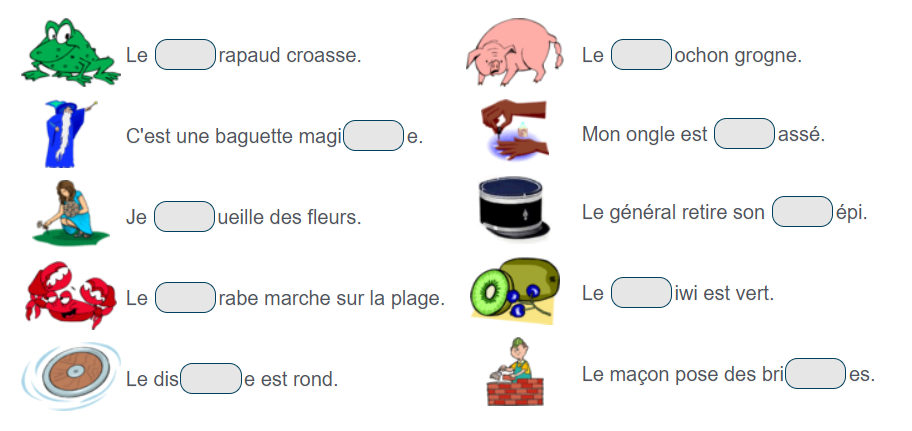 Le rapaud croasse.
Le ochon grogne.
C'est une baguette magi e.
Mon ongle est assé.
Je ueille des fleurs.
Le général retire son épi.
Le rabe marche sur la plage.
Le iwi est vert.
Le dis e est rond.
Le maçon pose des bri es.